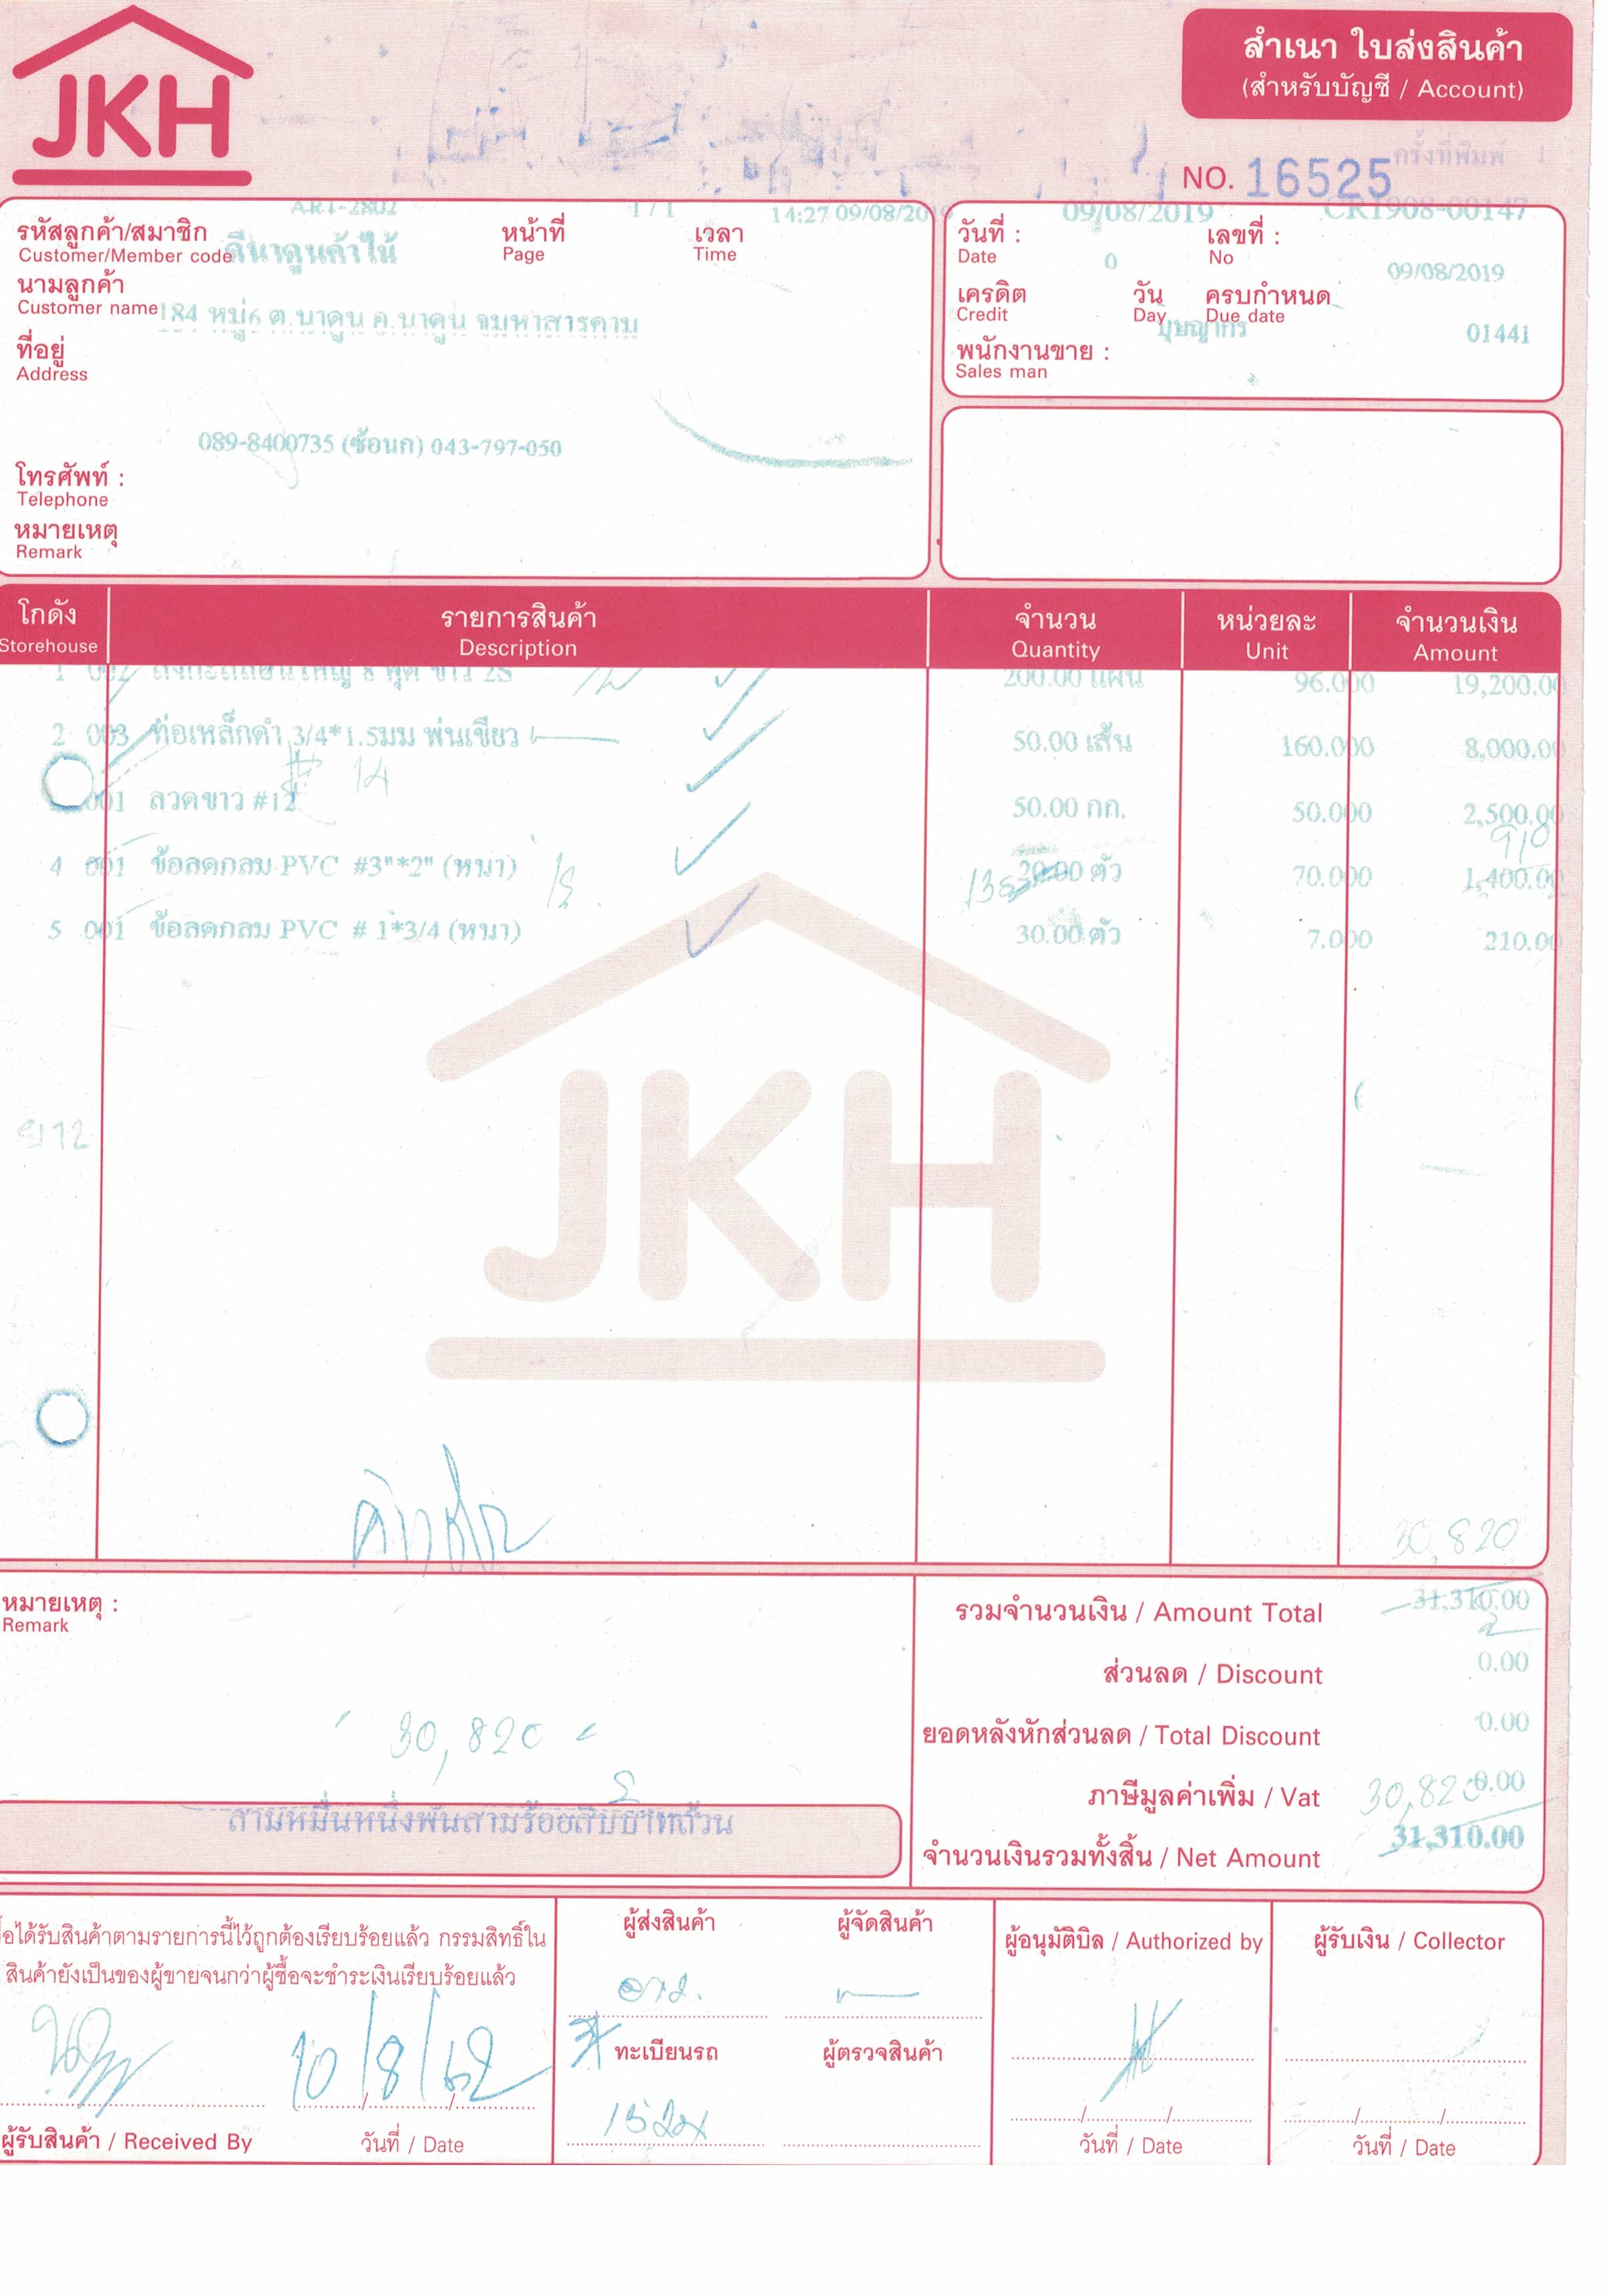 JKH
สำเนา ใบส่งสินค้า
(สำหรับบัญชี / Account)
ครั้งที่พิมพ์ 1
NO. 16525
รหัสลูกค้า/สมาชิก AR1-2802 หน้าที่ 1 / 1 เวลา 14:27 09/08/2019
Customer/Member code Page Time
ดีนาดูนค้าไม้
นามลูกค้า
Customer name
184 หมู่6 ต.นาดูน อ.นาดูน จมหาสารคาม
ที่อยู่
Address
089-8400735 (ซ้อนก) 043-797-050
โทรศัพท์ :
Telephone
หมายเหตุ
Remark
วันที่ : 09/08/2019 เลขที่ : CR1908-00147
Date No
เครดิต 0 วัน ครบกำหนด 09/08/2019
Credit Day Due date
พนักงานขาย : บุษญากร 01441
Sales man
โกดัง รายการสินค้า จำนวน หน่วยละ จำนวนเงิน
Storehouse Description Quantity Unit Amount
1 002 8 ฟุต ขาว 2S 200.00 แผ่น 96.000 19,200.00
2 003 ท่อเหล็กดำ 3/4*1.5มม พ่นเขียว 50.00 เส้น 160.000 8,000.00
# 14
001 ลวดขาว #12 50.00 กก. 50.000 2,500.00
910
4 001 ข้อลดกลม PVC #3"*2" (หนา) 13 20.00 ตัว 70.000 1,400.00
5 001 ข้อลดกลม PVC # 1*3/4 (หนา) 30.00 ตัว 7.000 210.00
JKH
30,820
หมายเหตุ :
Remark
30,820
สามหมื่นหนึ่งพันสามร้อยสิบบาทถ้วน
รวมจำนวนเงิน / Amount Total 31,310.00
ส่วนลด / Discount 0.00
ยอดหลังหักส่วนลด / Total Discount 0.00
ภาษีมูลค่าเพิ่ม / Vat 0.00
30,820
จำนวนเงินรวมทั้งสิ้น / Net Amount 31,310.00
อได้รับสินค้าตามรายการนี้ไว้ถูกต้องเรียบร้อยแล้ว กรรมสิทธิ์ใน
สินค้ายังเป็นของผู้ขายจนกว่าผู้ซื้อจะชำระเงินเรียบร้อยแล้ว
10/8/62
ผู้รับสินค้า / Received By วันที่ / Date
ผู้ส่งสินค้า ผู้จัดสินค้า
ทะเบียนรถ ผู้ตรวจสินค้า
ผู้อนุมัติบิล / Authorized by
วันที่ / Date
ผู้รับเงิน / Collector
วันที่ / Date